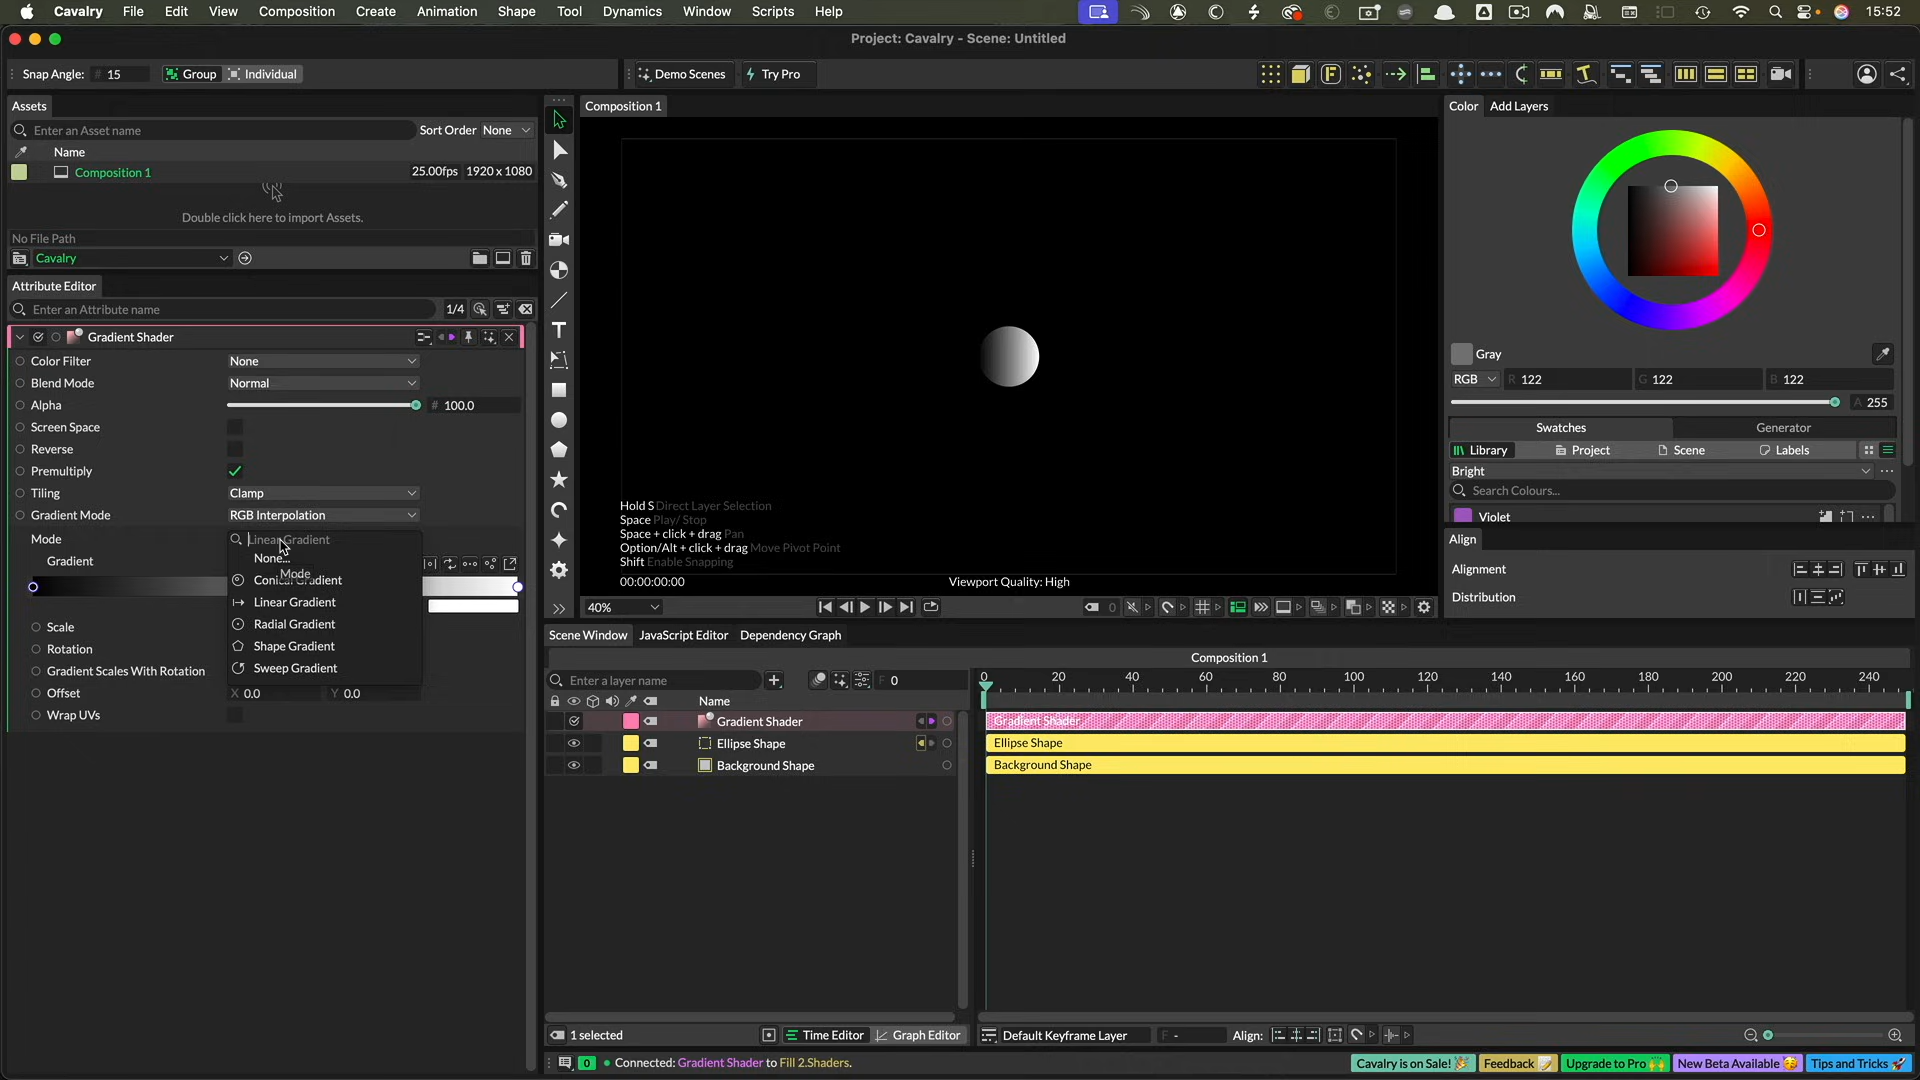 Cavalry File Edit View Composition Create Animation Shape Tool Dynamics Window Scripts Help 15:52
Project: Cavalry - Scene: Untitled
Snap Angle: # 15 Group Individual Demo Scenes Try Pro
Assets
Enter an Asset name Sort Order None
Name
Composition 1 25.00fps 1920 x 1080
Double click here to import Assets.
No File Path
Cavalry
Attribute Editor
Enter an Attribute name 1/4
Gradient Shader
Color Filter None
Blend Mode Normal
Alpha # 100.0
Screen Space
Reverse
Premultiply
Tiling Clamp
Gradient Mode RGB Interpolation
Mode Linear Gradient
None...
Gradient
Mode
Conical Gradient
Linear Gradient
Radial Gradient
Shape Gradient
Sweep Gradient
Scale
Rotation
Gradient Scales With Rotation
Offset X 0.0 Y 0.0
Wrap UVs
Composition 1
Hold S Direct Layer Selection
Space Play/ Stop
Space + click + drag Pan
Option/Alt + click + drag Move Pivot Point
Shift Enable Snapping
00:00:00:00 Viewport Quality: High
40% 0
Scene Window JavaScript Editor Dependency Graph
Composition 1
Enter a layer name F 0
0 20 40 60 80 100 120 140 160 180 200 220 240
Name
Gradient Shader Gradient Shader
Ellipse Shape Ellipse Shape
Background Shape Background Shape
1 selected Time Editor Graph Editor Default Keyframe Layer F - Align:
0 Connected: Gradient Shader to Fill 2.Shaders.
Cavalry is on Sale! Feedback Upgrade to Pro New Beta Available Tips and Tricks
Color Add Layers
Gray
RGB R 122 G 122 B 122
A 255
Swatches Generator
Library Project Scene Labels
Bright
Search Colours...
Violet
Align
Alignment
Distribution